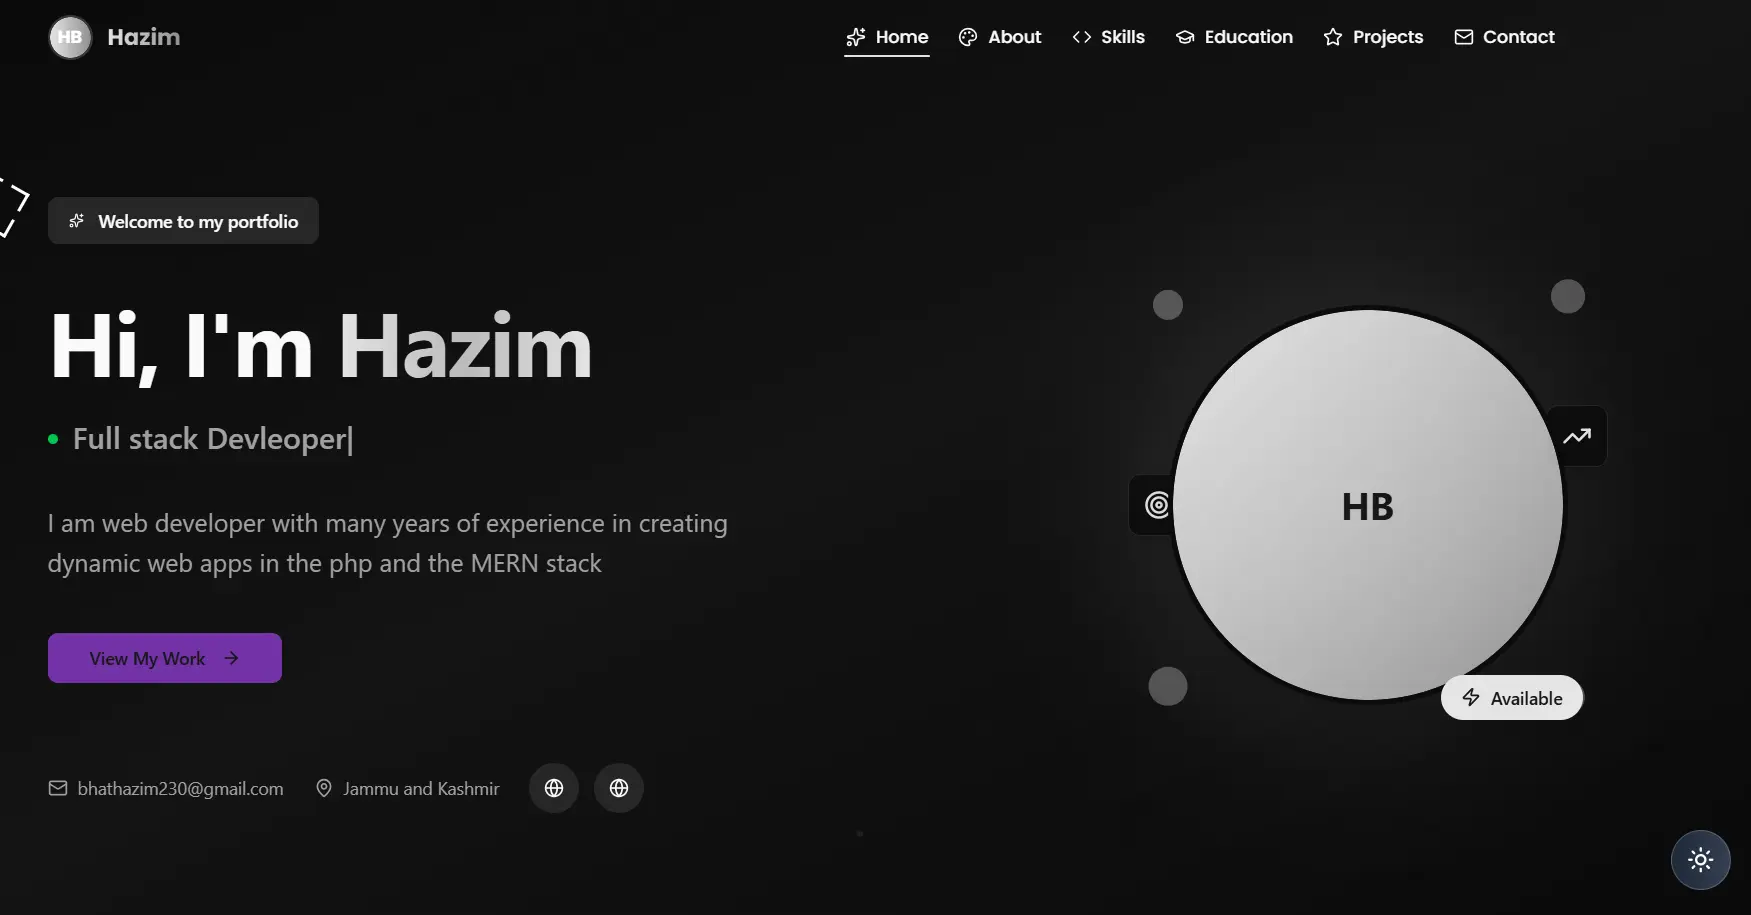 HB Hazim
Home About Skills Education Projects Contact
Welcome to my portfolio
Hi, I'm Hazim
Full stack Devleoper|
I am web developer with many years of experience in creating
dynamic web apps in the php and the MERN stack
View My Work
bhathazim230@gmail.com Jammu and Kashmir
HB
Available